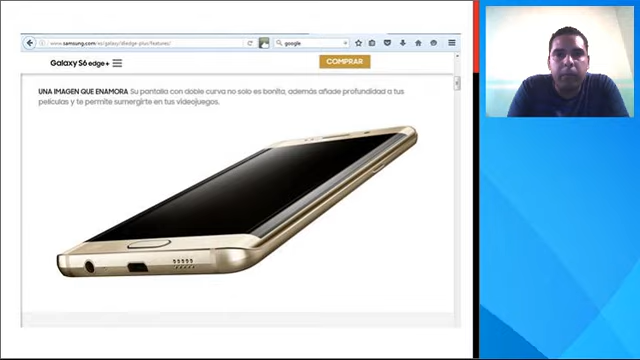 www.samsung.com/es/galaxy/s6edge-plus/features/
google
Galaxy S6 edge+
COMPRAR
UNA IMAGEN QUE ENAMORA Su pantalla con doble curva no solo es bonita, además añade profundidad a tus
películas y te permite sumergirte en tus videojuegos.